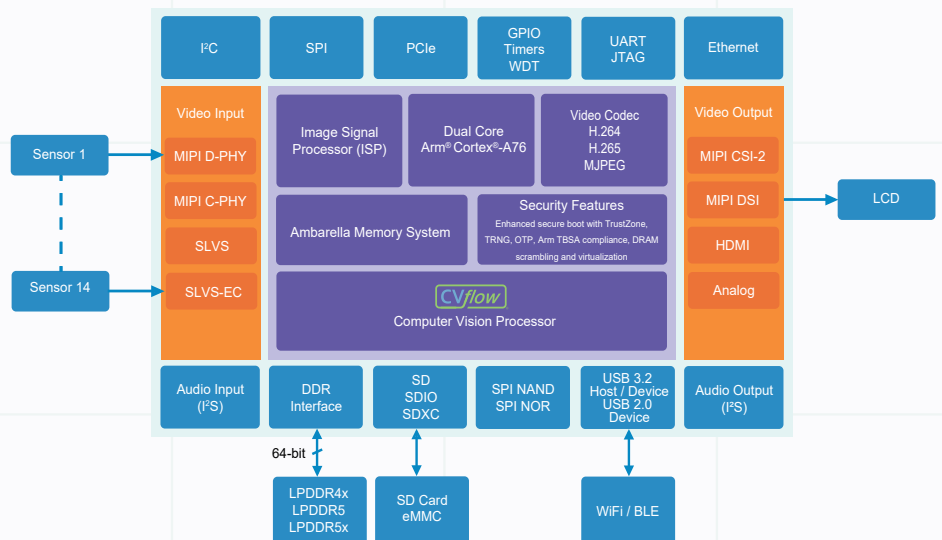 I²C
SPI
PCIe
GPIO
Timers
WDT
UART
JTAG
Ethernet
Video Input
MIPI D-PHY
MIPI C-PHY
SLVS
SLVS-EC
Sensor 1
Sensor 14
Image Signal
Processor (ISP)
Dual Core
Arm® Cortex®-A76
Video Codec
H.264
H.265
MJPEG
Ambarella Memory System
Security Features
Enhanced secure boot with TrustZone,
TRNG, OTP, Arm TBSA compliance, DRAM
scrambling and virtualization
CVflow
Computer Vision Processor
Video Output
MIPI CSI-2
MIPI DSI
HDMI
Analog
LCD
Audio Input
(I²S)
DDR
Interface
SD
SDIO
SDXC
SPI NAND
SPI NOR
USB 3.2
Host / Device
USB 2.0
Device
Audio Output
(I²S)
64-bit
LPDDR4x
LPDDR5
LPDDR5x
SD Card
eMMC
WiFi / BLE